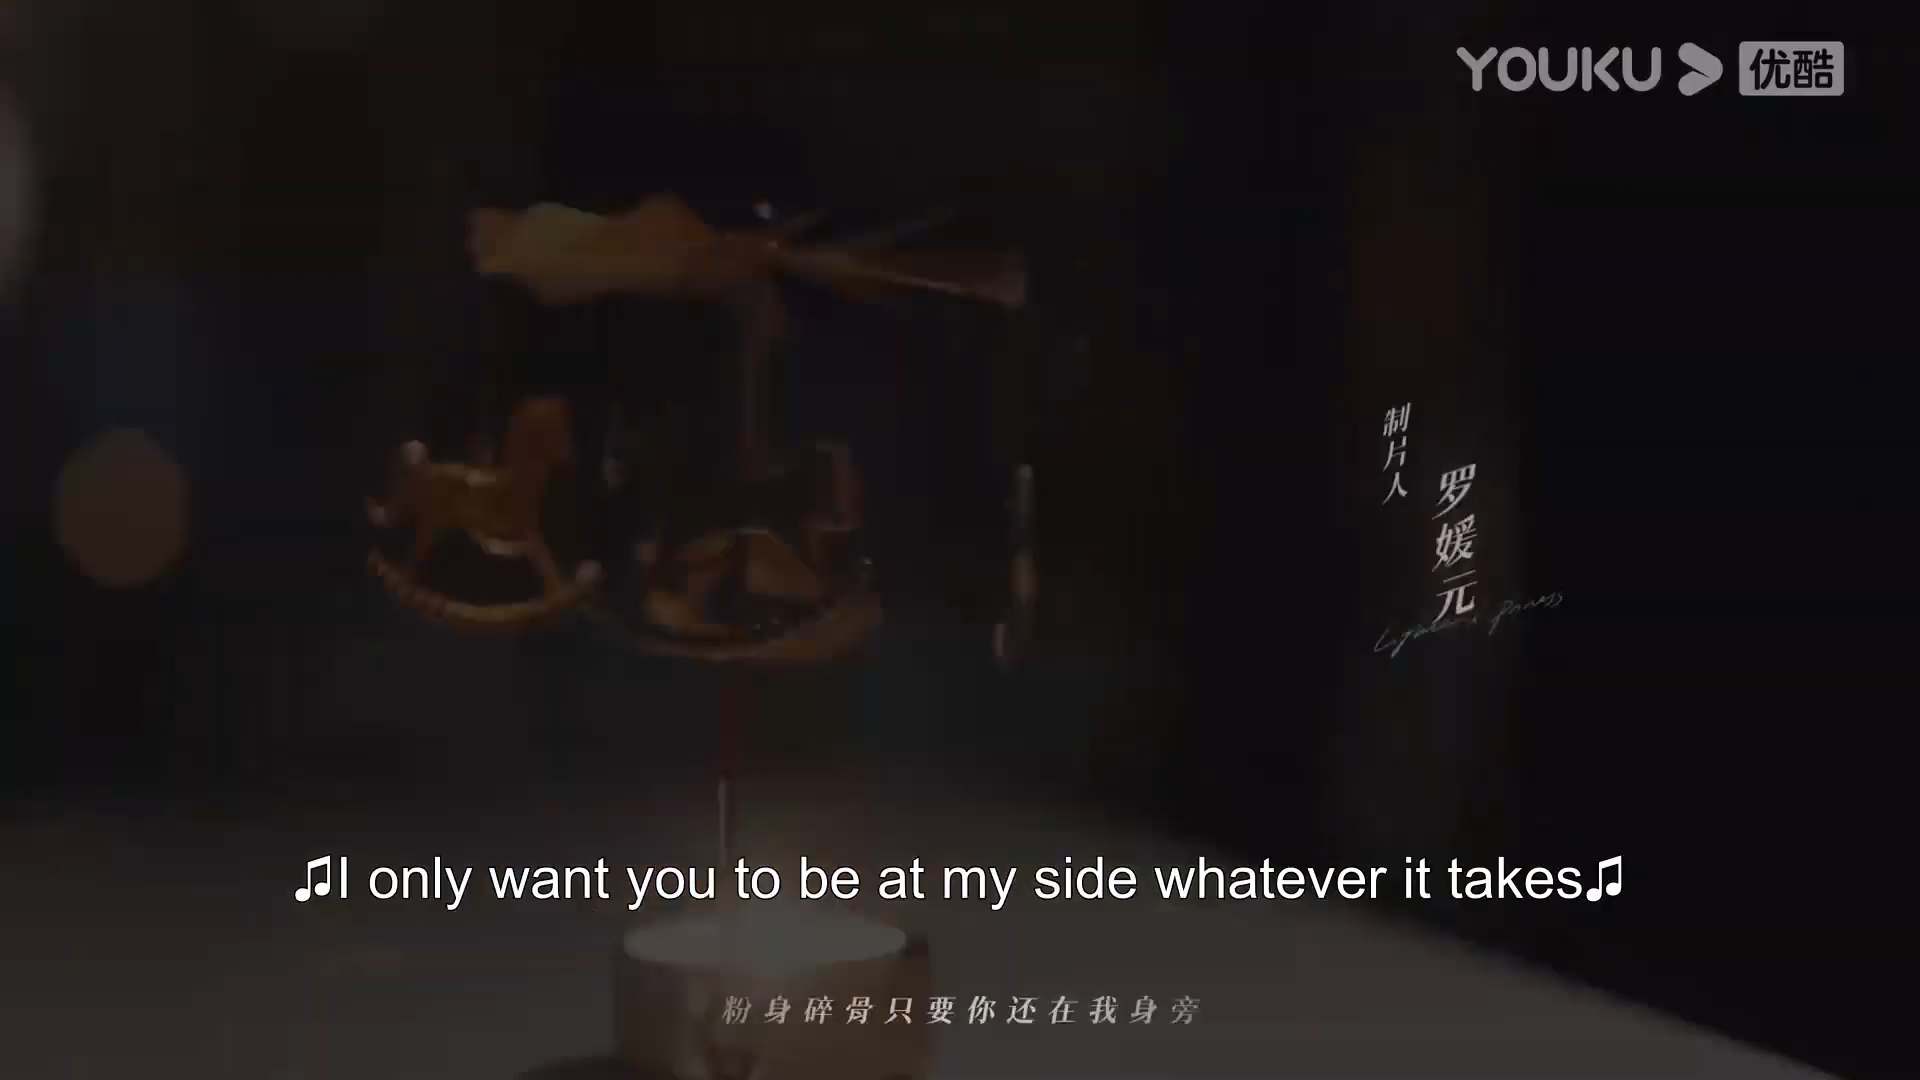 YOUKU 优酷
制片人
罗媛元
♫I only want you to be at my side whatever it takes♫
粉身碎骨只要你还在我身旁